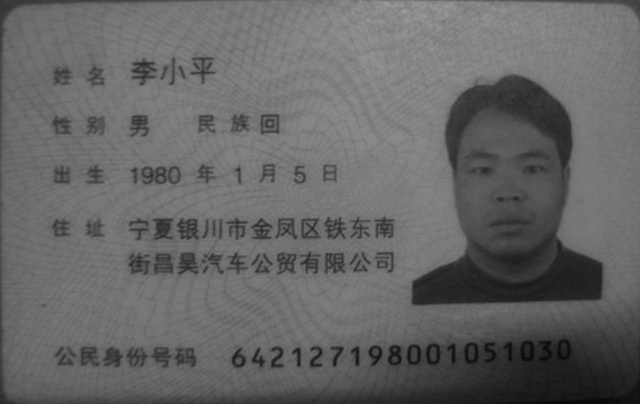 姓名 李小平
性别 男 民族 回
出生 1980 年 1 月 5 日
住址 宁夏银川市金凤区铁东南
街昌昊汽车公贸有限公司
公民身份号码 642127198001051030